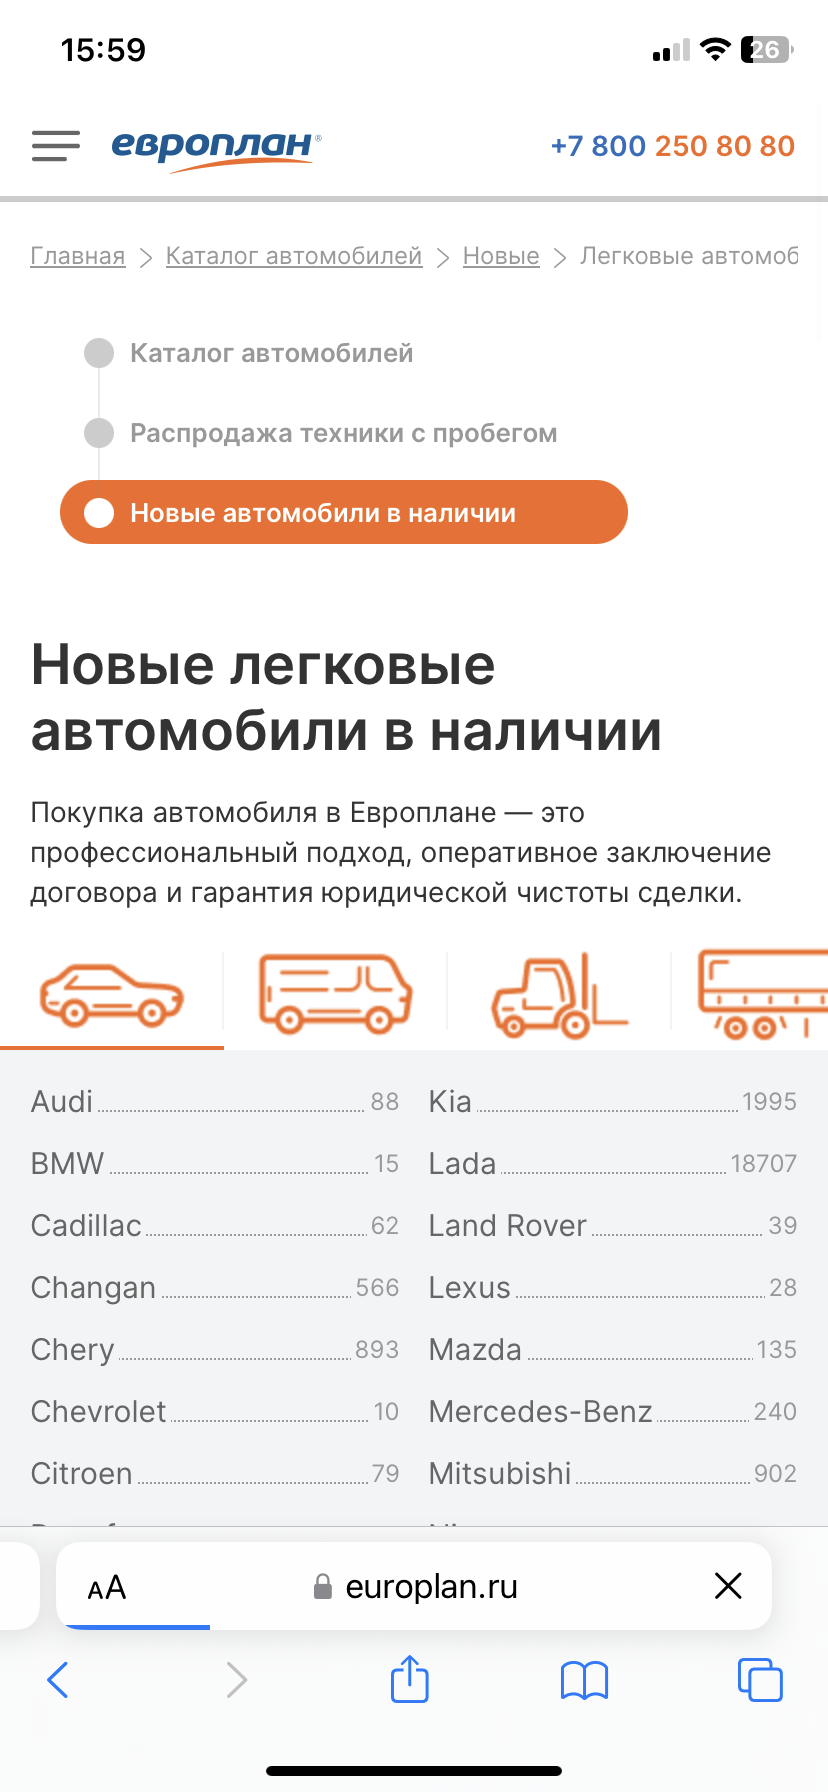 15:59
26
европлан®
+7 800 250 80 80
Главная > Каталог автомобилей > Новые > Легковые автомоб
Каталог автомобилей
Распродажа техники с пробегом
Новые автомобили в наличии
Новые легковые
автомобили в наличии
Покупка автомобиля в Европлане — это
профессиональный подход, оперативное заключение
договора и гарантия юридической чистоты сделки.
Audi 88
BMW 15
Cadillac 62
Changan 566
Chery 893
Chevrolet 10
Citroen 79
Kia 1995
Lada 18707
Land Rover 39
Lexus 28
Mazda 135
Mercedes-Benz 240
Mitsubishi 902
AA
europlan.ru